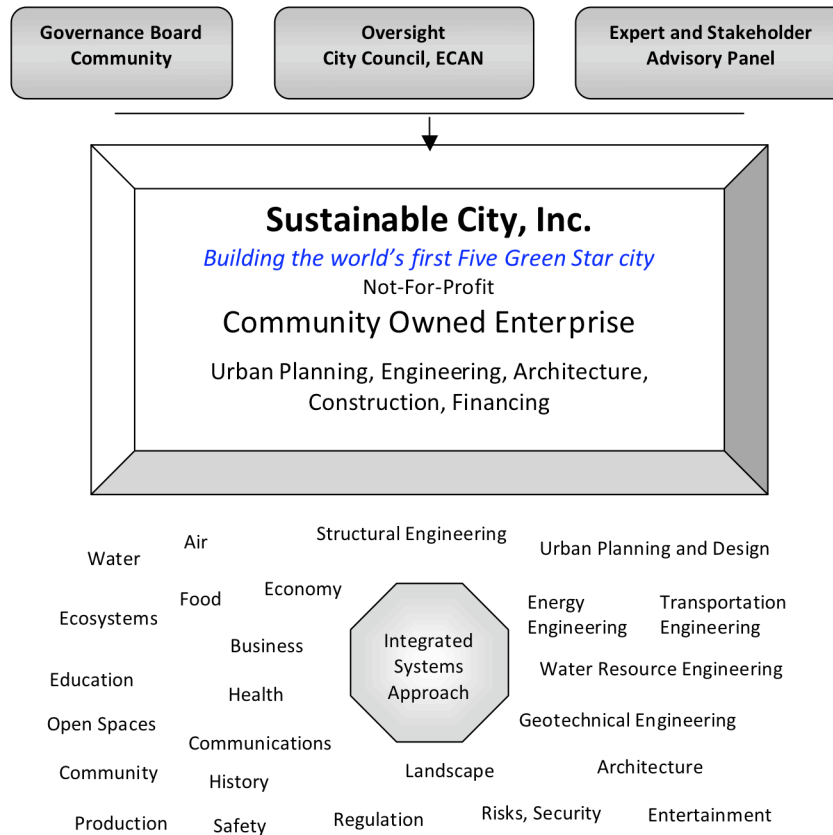 Governance Board
Community
Oversight
City Council, ECAN
Expert and Stakeholder
Advisory Panel
Sustainable City, Inc.
Building the world's first Five Green Star city
Not-For-Profit
Community Owned Enterprise
Urban Planning, Engineering, Architecture,
Construction, Financing
Structural Engineering
Air
Water
Urban Planning and Design
Economy
Food
Ecosystems
Energy
Engineering
Transportation
Engineering
Business
Integrated
Systems
Approach
Water Resource Engineering
Education
Health
Open Spaces
Geotechnical Engineering
Communications
Community
History
Landscape
Architecture
Production
Safety
Regulation
Risks, Security
Entertainment